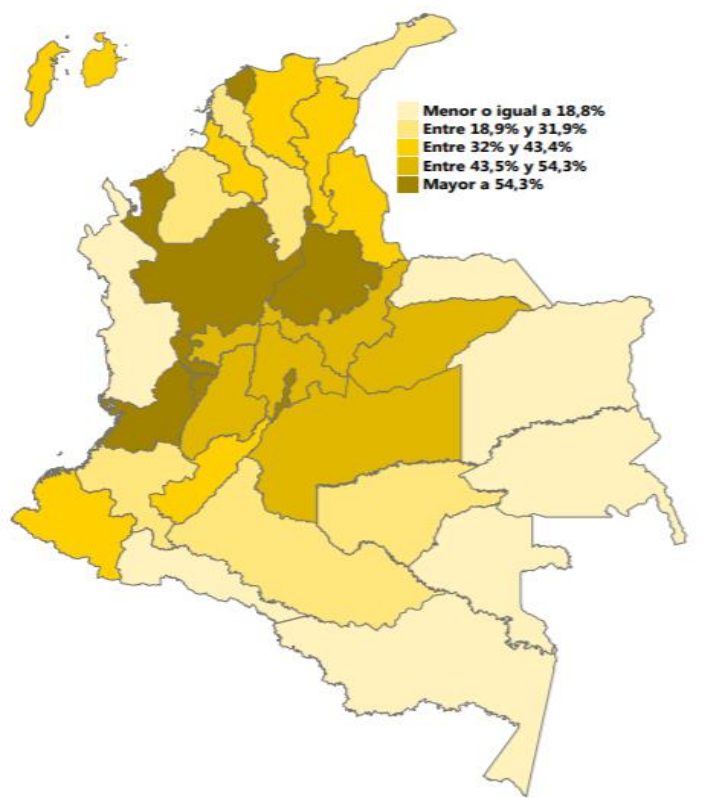 Menor o igual a 18,8%
Entre 18,9% y 31,9%
Entre 32% y 43,4%
Entre 43,5% y 54,3%
Mayor a 54,3%